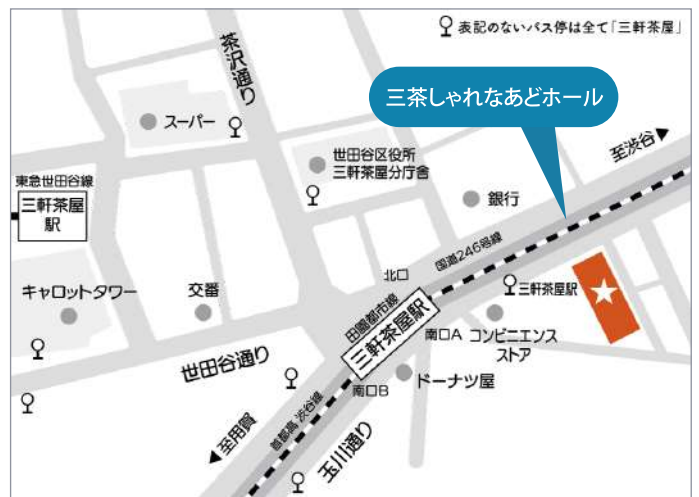 表記のないバス停は全て「三軒茶屋」
茶沢通り
三茶しゃれなあどホール
スーパー
世田谷区役所
三軒茶屋分庁舎
至渋谷
東急世田谷線
三軒茶屋
駅
銀行
国道246号線
北口
キャロットタワー
交番
田園都市線
三軒茶屋駅
三軒茶屋駅
南口A
コンビニエンス
ストア
世田谷通り
ドーナツ屋
南口B
首都高 渋谷線
至用賀
玉川通り